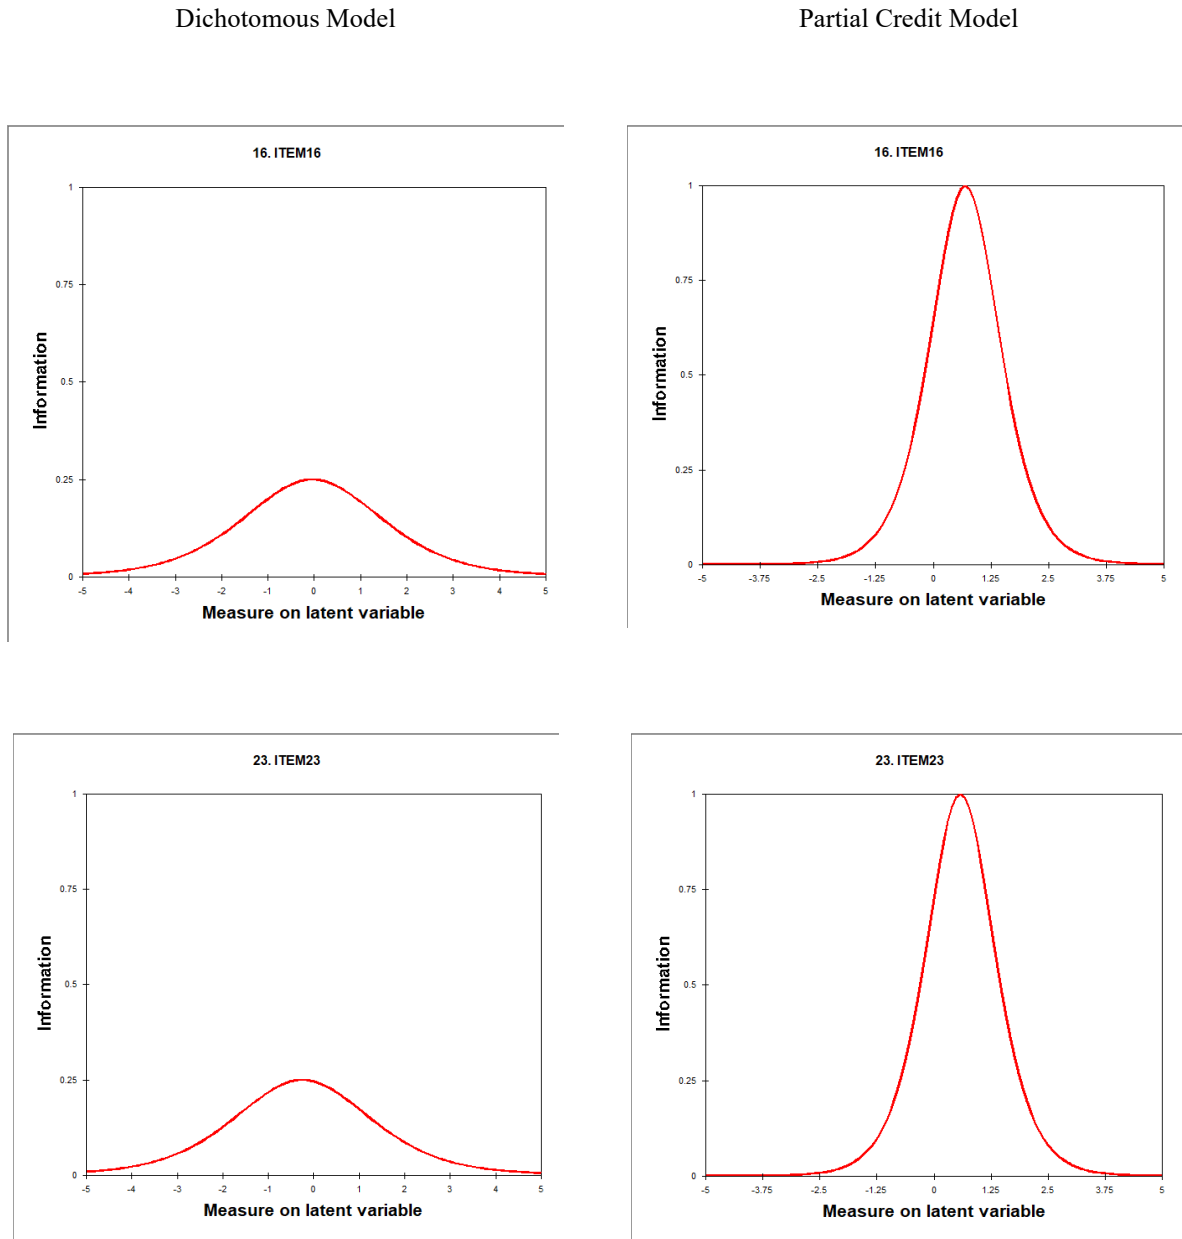 Dichotomous Model
Partial Credit Model
16. ITEM16
1
0.75
0.5
0.25
0
Information
-5 -4 -3 -2 -1 0 1 2 3 4 5
Measure on latent variable
16. ITEM16
1
0.75
0.5
0.25
0
Information
-5 -3.75 -2.5 -1.25 0 1.25 2.5 3.75 5
Measure on latent variable
23. ITEM23
1
0.75
0.5
0.25
0
Information
-5 -4 -3 -2 -1 0 1 2 3 4 5
Measure on latent variable
23. ITEM23
1
0.75
0.5
0.25
0
Information
-5 -3.75 -2.5 -1.25 0 1.25 2.5 3.75 5
Measure on latent variable